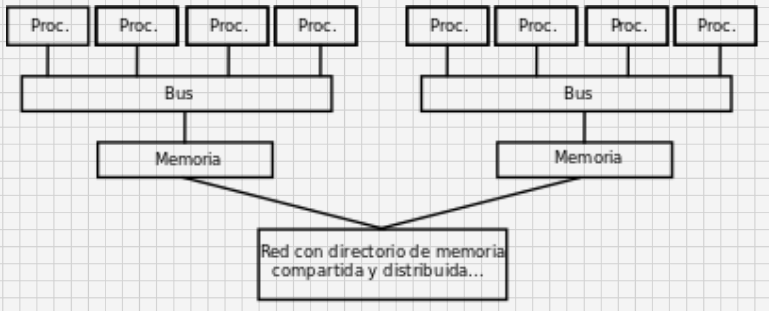 Proc. Proc. Proc. Proc. Proc. Proc. Proc. Proc.
Bus Bus
Memoria Memoria
Red con directorio de memoria
compartida y distribuida...